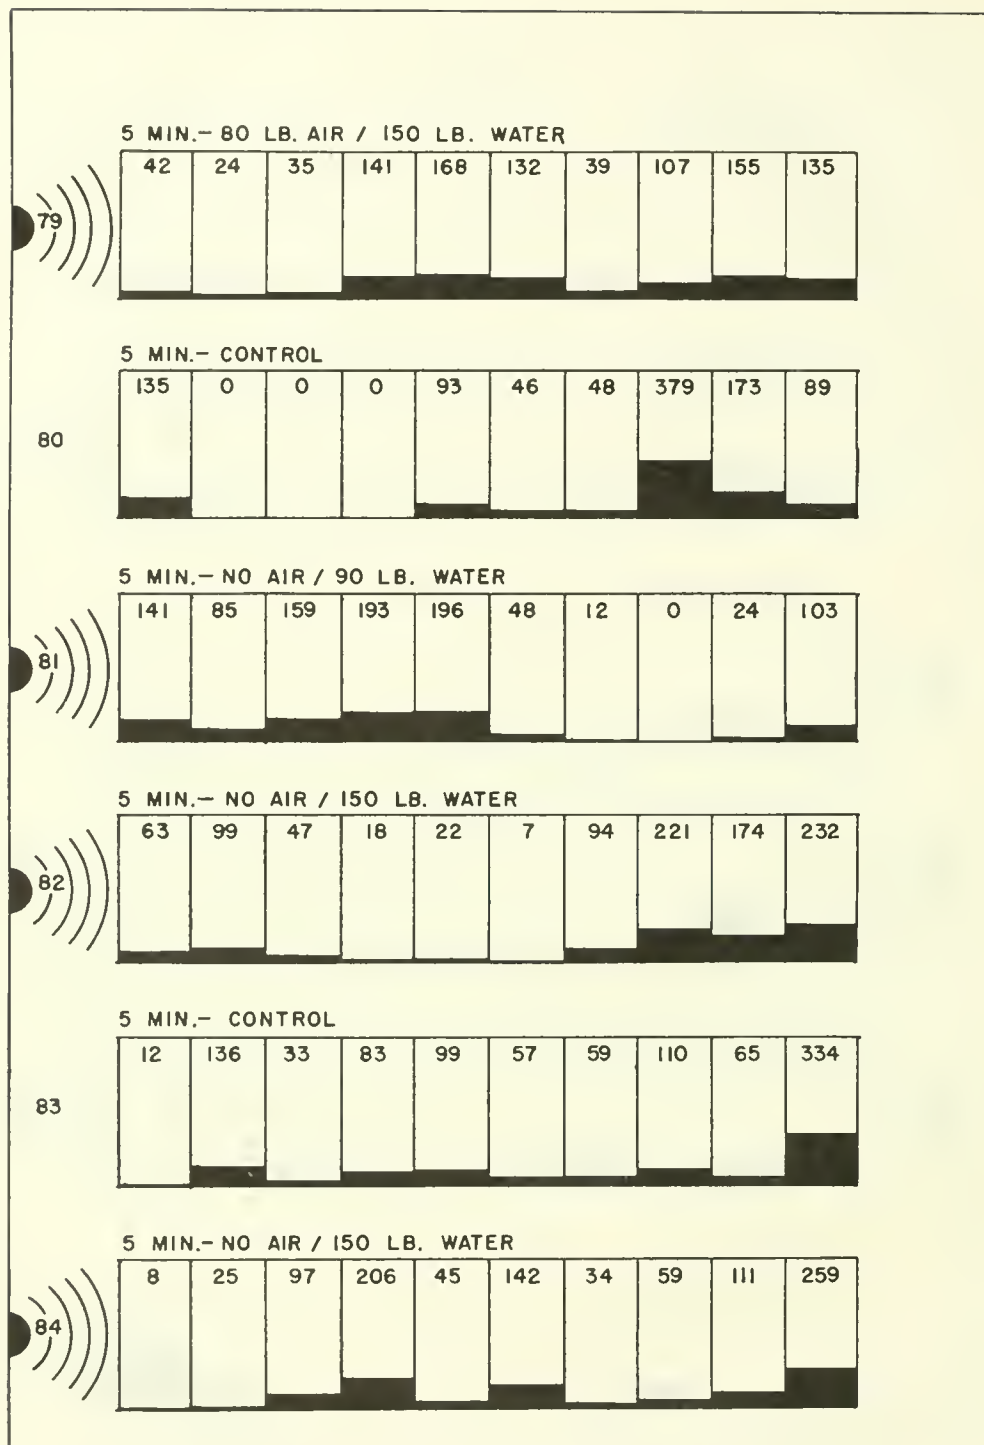 5 MIN.- 80 LB. AIR / 150 LB. WATER
42 24 35 141 168 132 39 107 155 135
79
5 MIN.- CONTROL
135 0 0 0 93 46 48 379 173 89
80
5 MIN.- NO AIR / 90 LB. WATER
141 85 159 193 196 48 12 0 24 103
81
5 MIN.- NO AIR / 150 LB. WATER
63 99 47 18 22 7 94 221 174 232
82
5 MIN.- CONTROL
12 136 33 83 99 57 59 110 65 334
83
5 MIN.- NO AIR / 150 LB. WATER
8 25 97 206 45 142 34 59 111 259
84